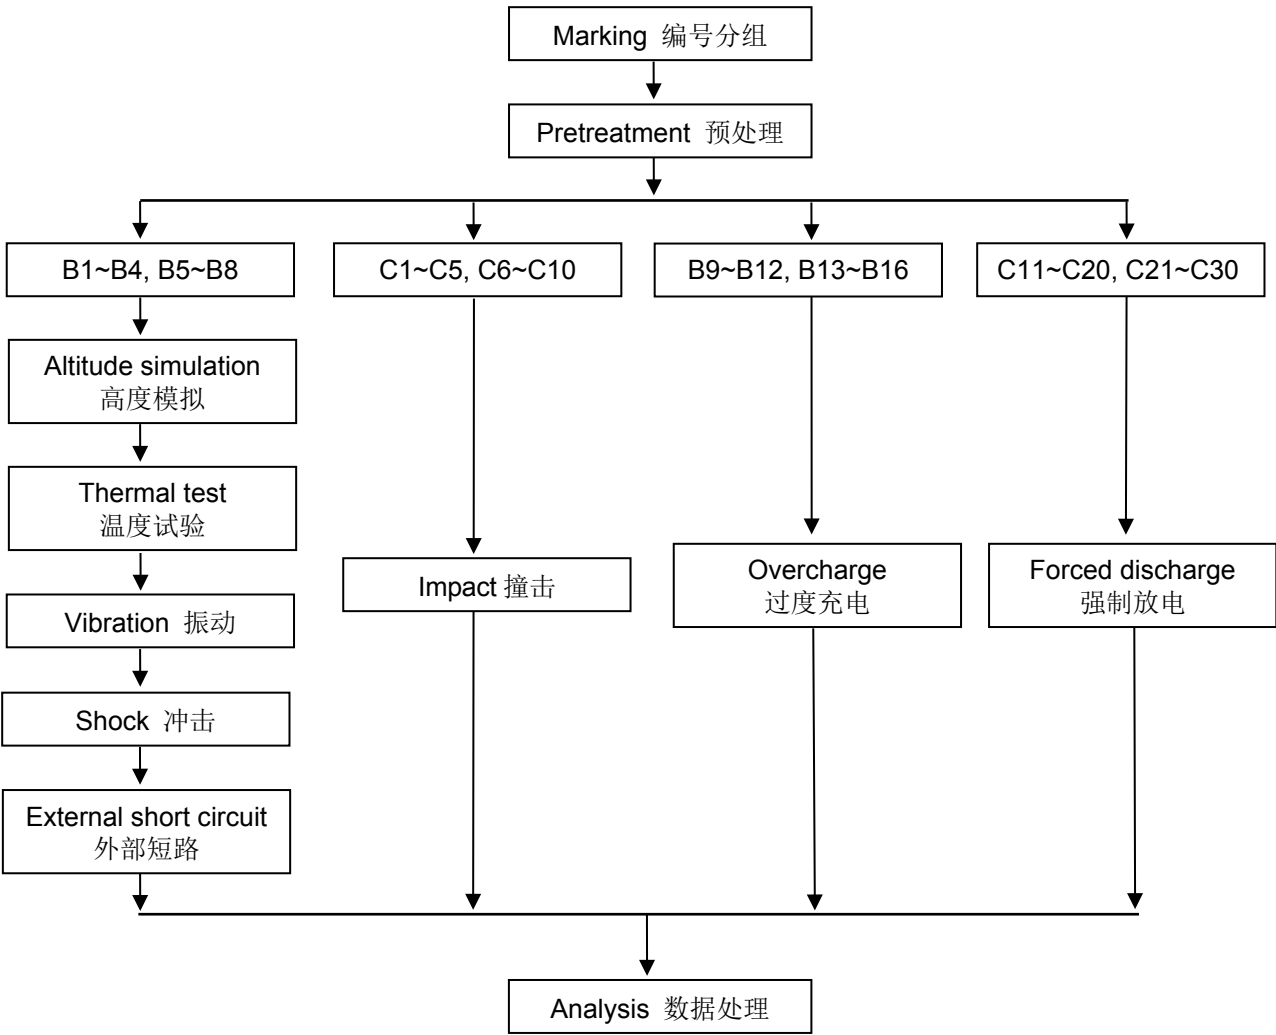 Marking 编号分组
Pretreatment 预处理
B1~B4, B5~B8
C1~C5, C6~C10
B9~B12, B13~B16
C11~C20, C21~C30
Altitude simulation
高度模拟
Thermal test
温度试验
Vibration 振动
Shock 冲击
External short circuit
外部短路
Impact 撞击
Overcharge
过度充电
Forced discharge
强制放电
Analysis 数据处理